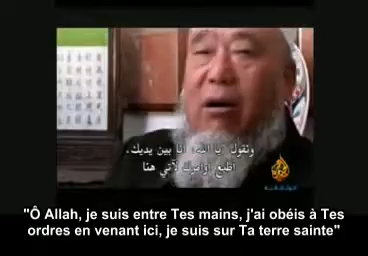 ونقول "يا الله، أنا بين يديك،
أطيع أوامرك لآتي هنا
"Ô Allah, je suis entre Tes mains, j'ai obéis à Tes
ordres en venant ici, je suis sur Ta terre sainte"